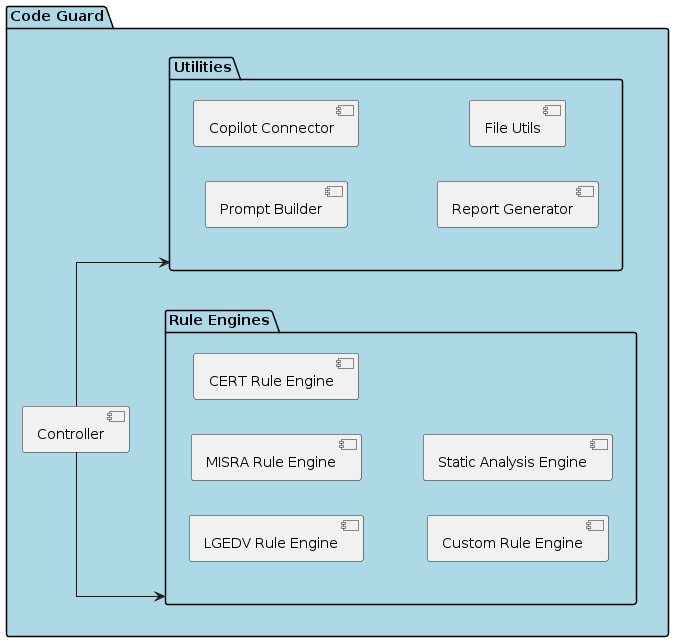 Code Guard
Utilities
Copilot Connector
File Utils
Prompt Builder
Report Generator
Rule Engines
CERT Rule Engine
Controller
MISRA Rule Engine
Static Analysis Engine
LGEDV Rule Engine
Custom Rule Engine